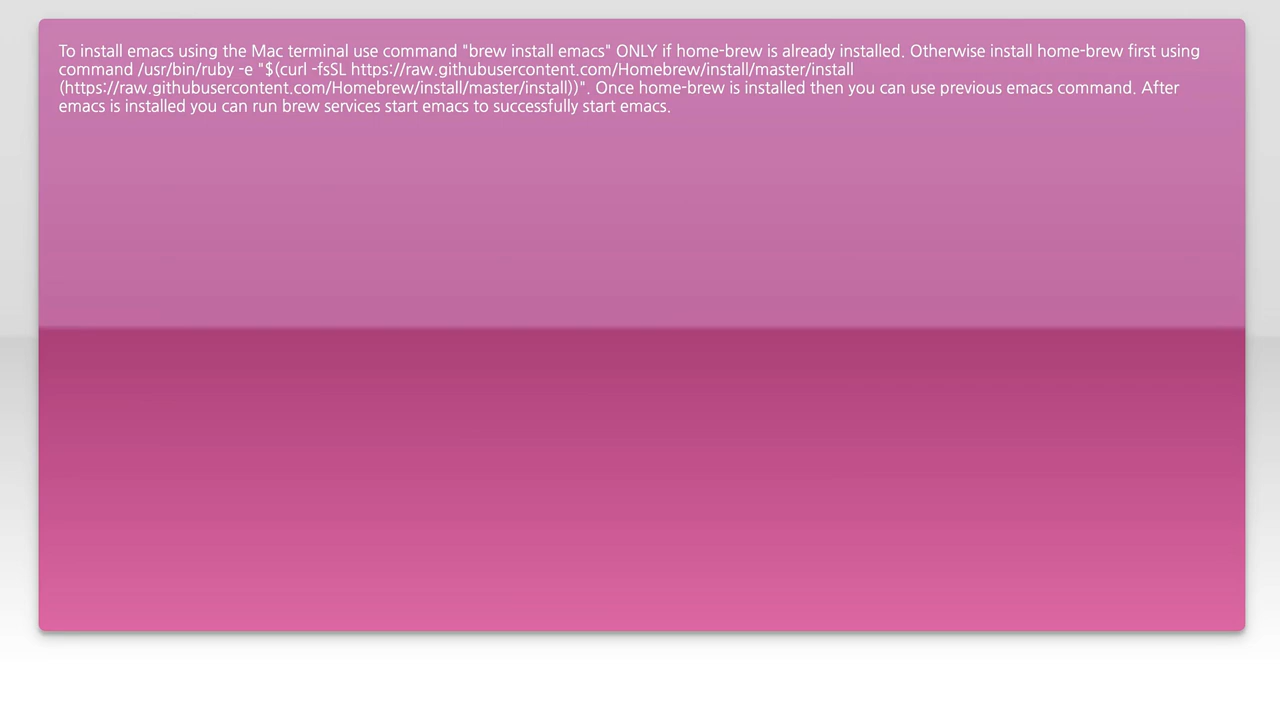 To install emacs using the Mac terminal use command "brew install emacs" ONLY if home-brew is already installed. Otherwise install home-brew first using
command /usr/bin/ruby -e "$(curl -fsSL https://raw.githubusercontent.com/Homebrew/install/master/install
(https://raw.githubusercontent.com/Homebrew/install/master/install))". Once home-brew is installed then you can use previous emacs command. After
emacs is installed you can run brew services start emacs to successfully start emacs.